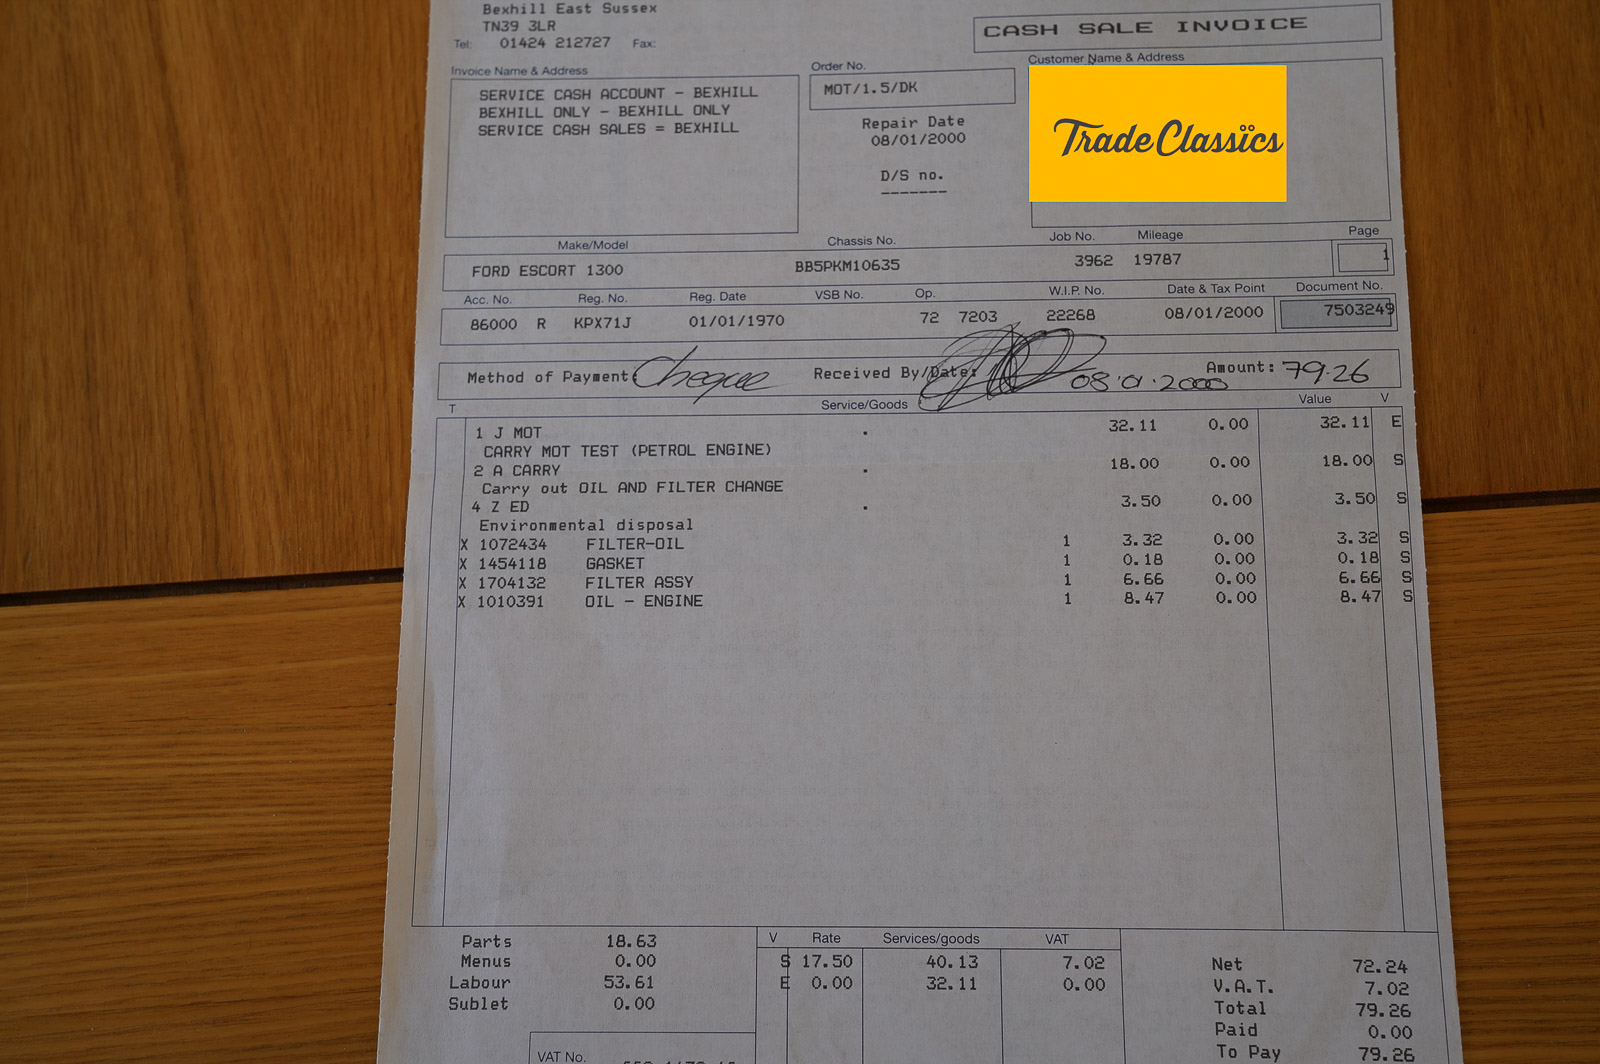 Bexhill East Sussex
TN39 3LR
Tel: 01424 212727 Fax:
CASH SALE INVOICE
Invoice Name & Address
SERVICE CASH ACCOUNT - BEXHILL
BEXHILL ONLY - BEXHILL ONLY
SERVICE CASH SALES = BEXHILL
Order No.
MOT/1.5/DK
Repair Date
08/01/2000
D/S no.
-------
Customer Name & Address
Trade Classics
Make/Model Chassis No. Job No. Mileage Page
FORD ESCORT 1300 BB5PKM10635 3962 19787 1
Acc. No. Reg. No. Reg. Date VSB No. Op. W.I.P. No. Date & Tax Point Document No.
86000 R KPX71J 01/01/1970 72 7203 22268 08/01/2000 7503249
Method of Payment: Cheque Received By/Date: 08.01.2000 Amount: 79.26
T Service/Goods Value V
1 J MOT . 32.11 0.00 32.11 E
CARRY MOT TEST (PETROL ENGINE)
2 A CARRY . 18.00 0.00 18.00 S
Carry out OIL AND FILTER CHANGE
4 Z ED . 3.50 0.00 3.50 S
Environmental disposal
X 1072434 FILTER-OIL 1 3.32 0.00 3.32 S
X 1454118 GASKET 1 0.18 0.00 0.18 S
X 1704132 FILTER ASSY 1 6.66 0.00 6.66 S
X 1010391 OIL - ENGINE 1 8.47 0.00 8.47 S
Parts 18.63
Menus 0.00
Labour 53.61
Sublet 0.00
V Rate Services/goods VAT
S 17.50 40.13 7.02
E 0.00 32.11 0.00
Net 72.24
V.A.T. 7.02
Total 79.26
Paid 0.00
To Pay 79.26
VAT No.